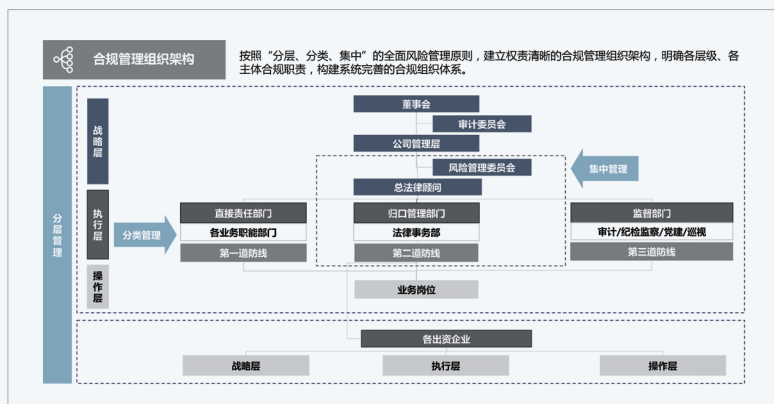 合规管理组织架构
按照“分层、分类、集中”的全面风险管理原则，建立权责清晰的合规管理组织架构，明确各层级、各
主体合规职责，构建系统完善的合规组织体系。
分层管理
战略层
执行层
操作层
董事会
审计委员会
公司管理层
风险管理委员会
集中管理
总法律顾问
分类管理
直接责任部门
归口管理部门
监督部门
各业务职能部门
法律事务部
审计/纪检监察/党建/巡视
第一道防线
第二道防线
第三道防线
业务岗位
各出资企业
战略层
执行层
操作层